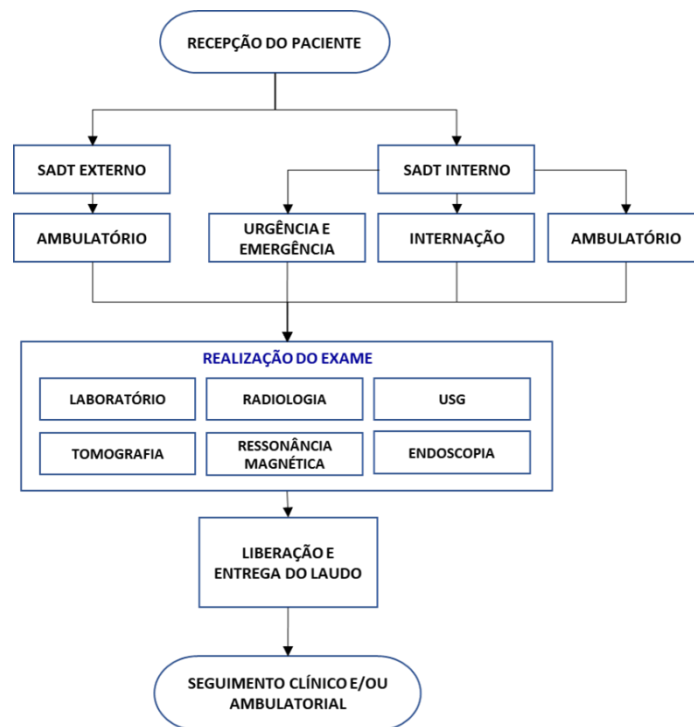 RECEPÇÃO DO PACIENTE
SADT EXTERNO
SADT INTERNO
AMBULATÓRIO
URGÊNCIA E
EMERGÊNCIA
INTERNAÇÃO
AMBULATÓRIO
REALIZAÇÃO DO EXAME
LABORATÓRIO
RADIOLOGIA
USG
TOMOGRAFIA
RESSONÂNCIA
MAGNÉTICA
ENDOSCOPIA
LIBERAÇÃO E
ENTREGA DO LAUDO
SEGUIMENTO CLÍNICO E/OU
AMBULATORIAL